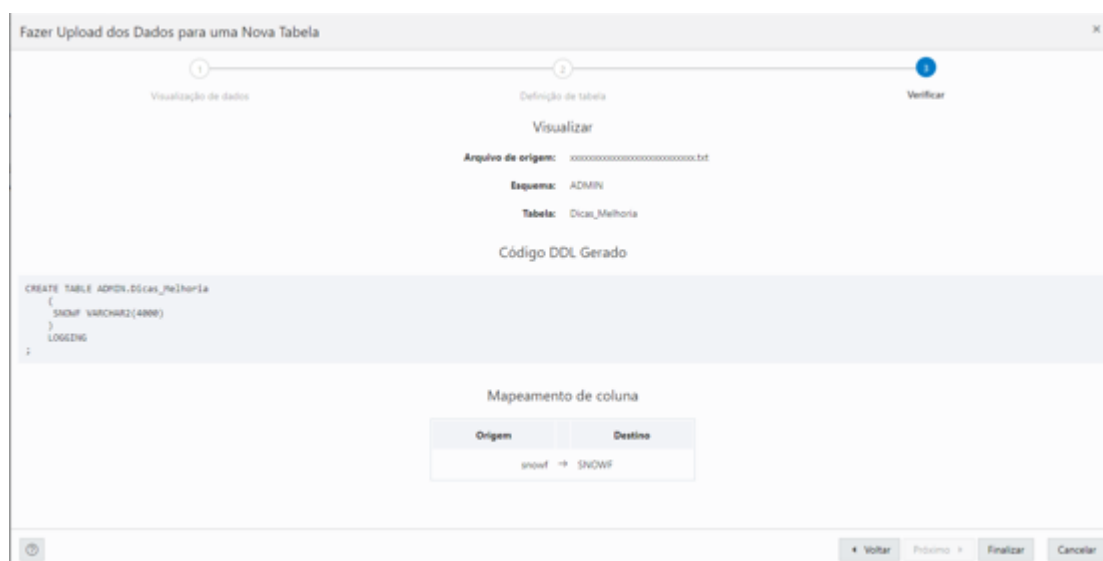 Fazer Upload dos Dados para uma Nova Tabela
1 2 3
Visualização de dados Definição de tabela Verificar
Visualizar
Arquivo de origem: xxxxxxxxxxxxxxxxxxxxxxxxxxxx.txt
Esquema: ADMIN
Tabela: Dicas_Melhoria
Código DDL Gerado
CREATE TABLE ADMIN.Dicas_Melhoria
(
SNOWF VARCHAR2(4000)
)
LOGGING
;
Mapeamento de coluna
Origem Destino
snowf → SNOWF
Voltar Próximo Finalizar Cancelar